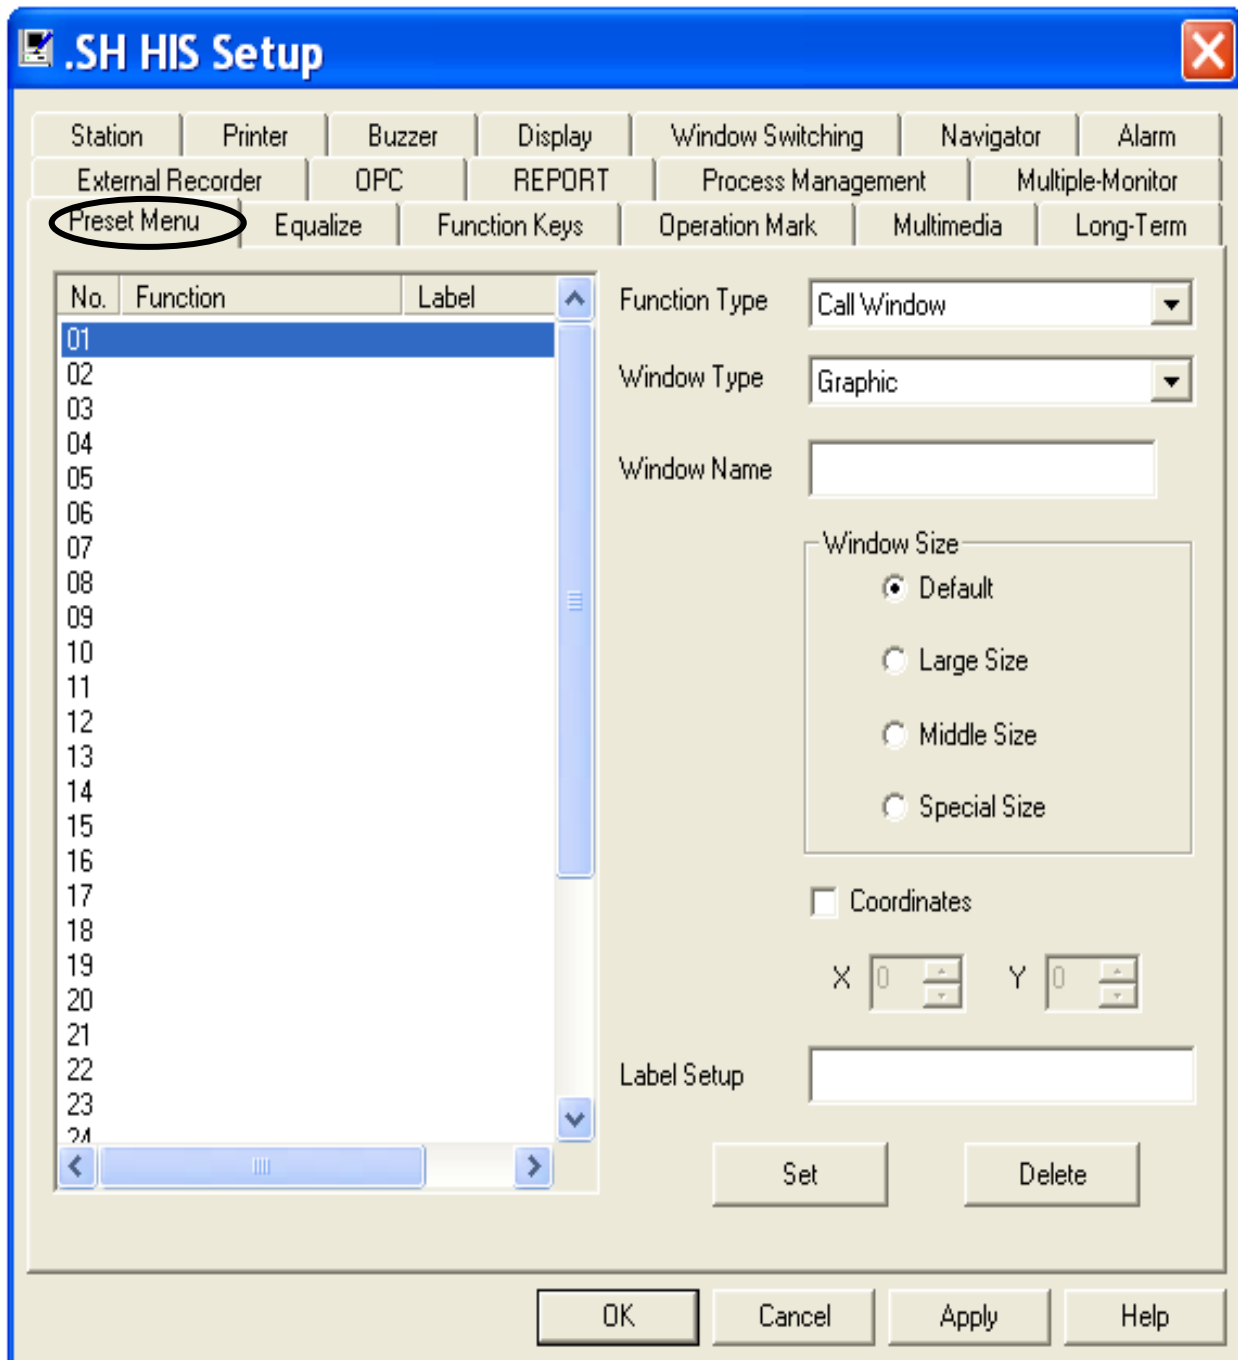 .SH HIS Setup
Station Printer Buzzer Display Window Switching Navigator Alarm
External Recorder OPC REPORT Process Management Multiple-Monitor
Preset Menu Equalize Function Keys Operation Mark Multimedia Long-Term
No. Function Label
01
02
03
04
05
06
07
08
09
10
11
12
13
14
15
16
17
18
19
20
21
22
23
24
Function Type Call Window
Window Type Graphic
Window Name
Window Size
Default
Large Size
Middle Size
Special Size
Coordinates
X 0 Y 0
Label Setup
Set Delete
OK Cancel Apply Help